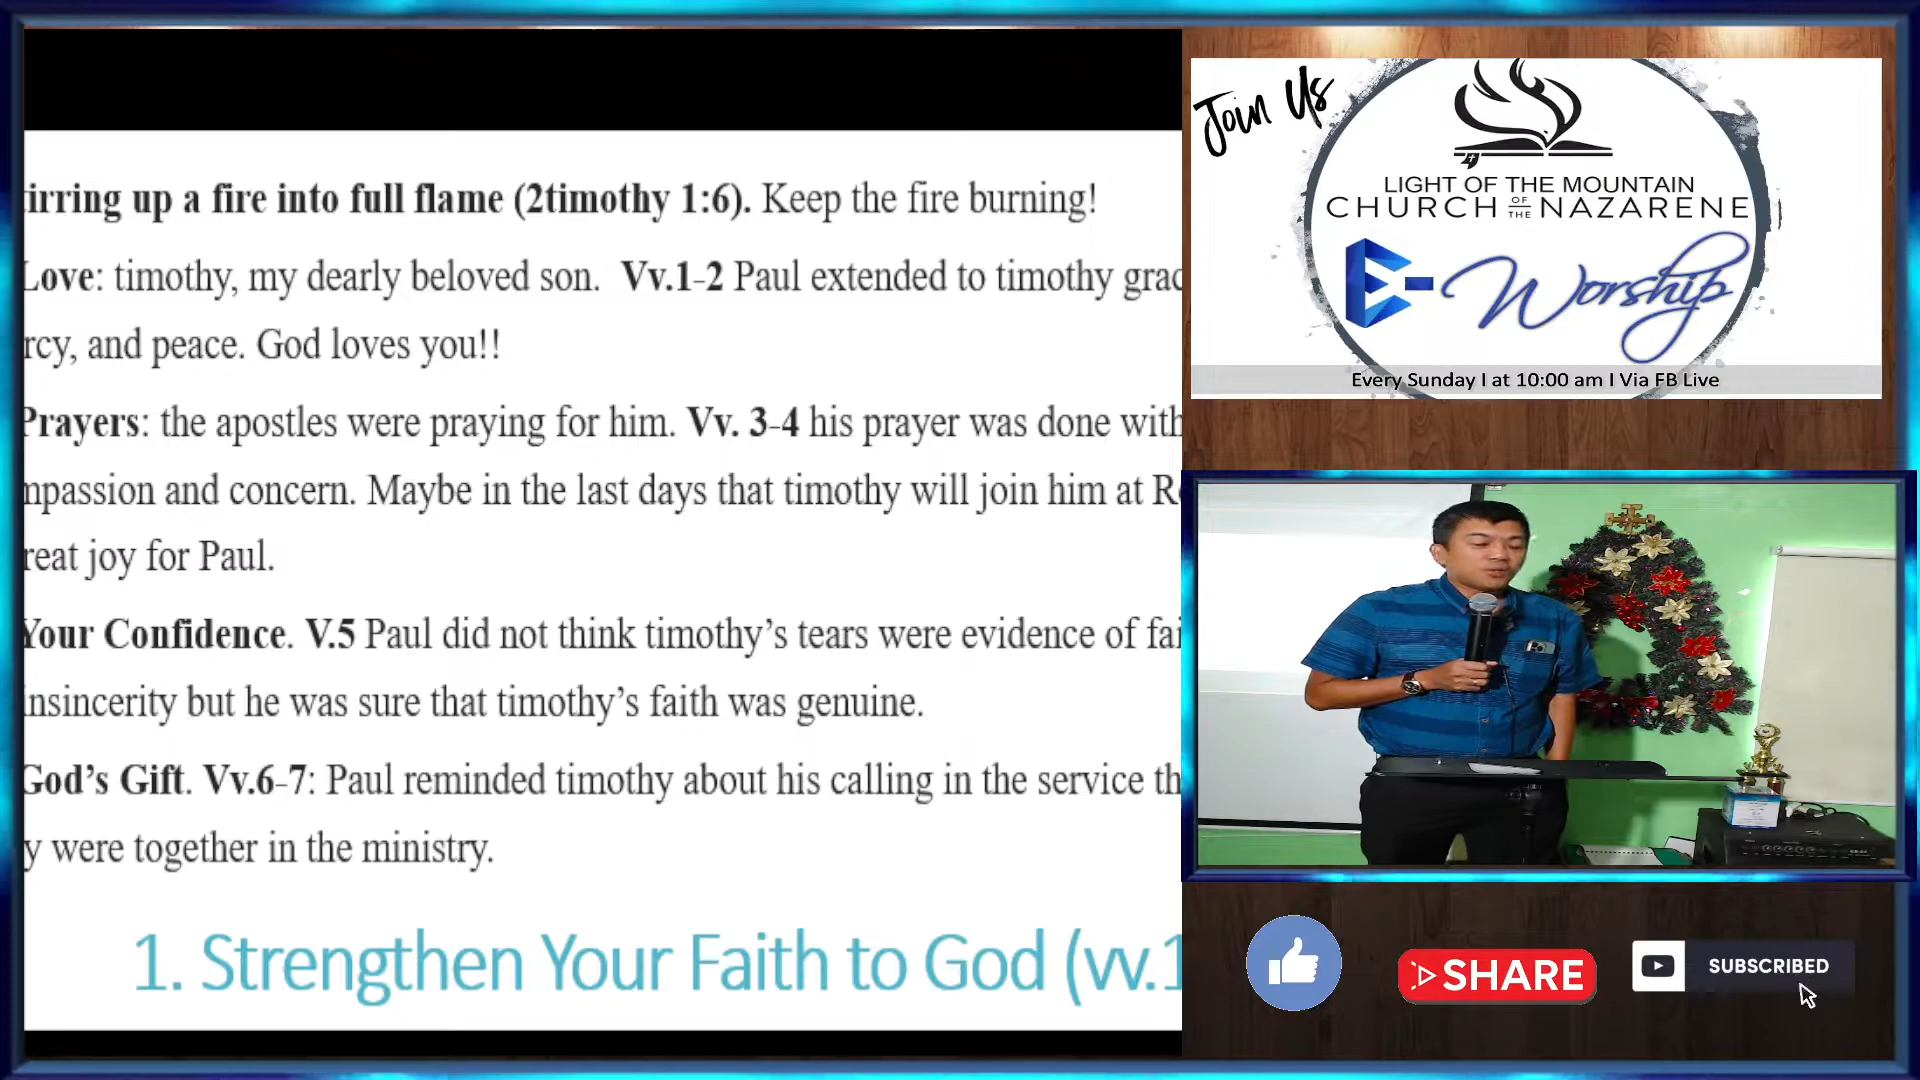 irring up a fire into full flame (2timothy 1:6). Keep the fire burning!
Love: timothy, my dearly beloved son. Vv.1-2 Paul extended to timothy grac
rcy, and peace. God loves you!!
Prayers: the apostles were praying for him. Vv. 3-4 his prayer was done with
mpassion and concern. Maybe in the last days that timothy will join him at Ro
reat joy for Paul.
Your Confidence. V.5 Paul did not think timothy's tears were evidence of fai
insincerity but he was sure that timothy's faith was genuine.
God's Gift. Vv.6-7: Paul reminded timothy about his calling in the service th
y were together in the ministry.
1. Strengthen Your Faith to God (vv.1
Join Us
LIGHT OF THE MOUNTAIN
CHURCH OF THE NAZARENE
E-Worship
Every Sunday I at 10:00 am I Via FB Live
SHARE
SUBSCRIBED